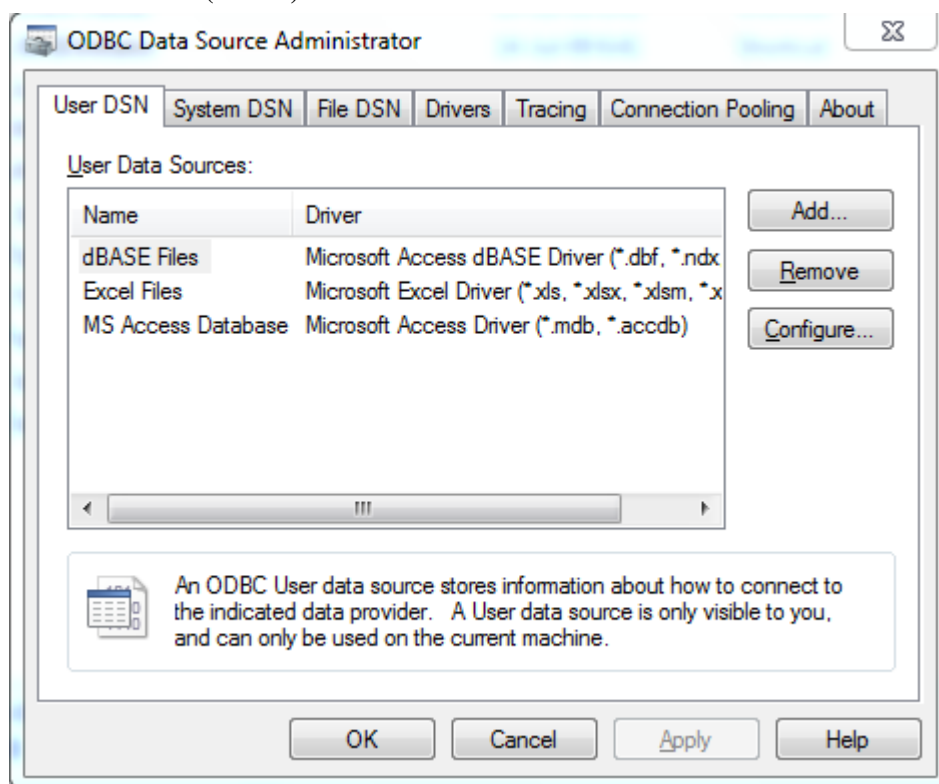 ODBC Data Source Administrator
User DSN System DSN File DSN Drivers Tracing Connection Pooling About
User Data Sources:
Name Driver
Add...
dBASE Files Microsoft Access dBASE Driver (*.dbf, *.ndx
Remove
Excel Files Microsoft Excel Driver (*.xls, *.xlsx, *.xlsm, *.x
MS Access Database Microsoft Access Driver (*.mdb, *.accdb)
Configure...
An ODBC User data source stores information about how to connect to
the indicated data provider. A User data source is only visible to you,
and can only be used on the current machine.
OK Cancel Apply Help